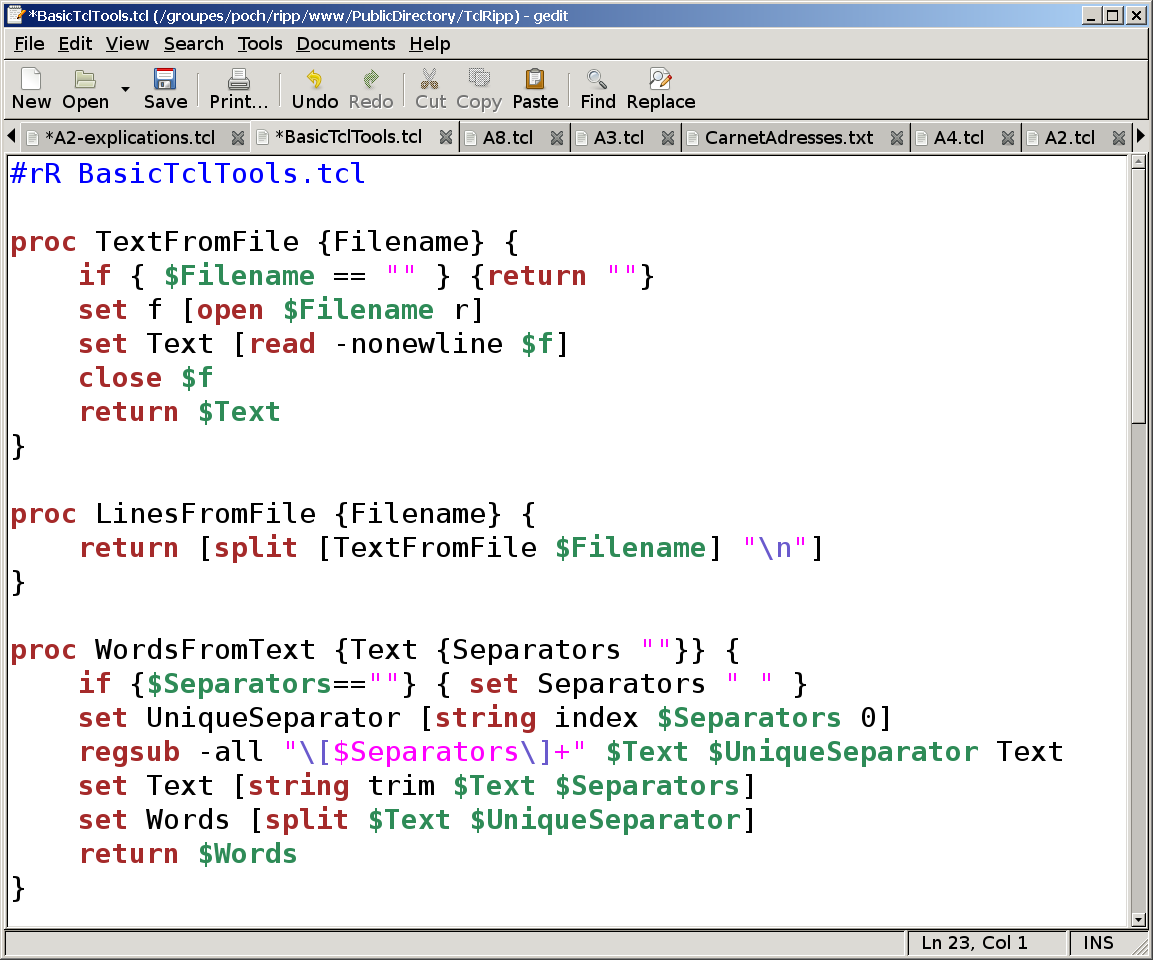 *BasicTclTools.tcl (/groupes/poch/ripp/www/PublicDirectory/TclRipp) - gedit
File Edit View Search Tools Documents Help
New Open Save Print... Undo Redo Cut Copy Paste Find Replace
*A2-explications.tcl *BasicTclTools.tcl A8.tcl A3.tcl CarnetAdresses.txt A4.tcl A2.tcl
#rR BasicTclTools.tcl

proc TextFromFile {Filename} {
    if { $Filename == "" } {return ""}
    set f [open $Filename r]
    set Text [read -nonewline $f]
    close $f
    return $Text
}

proc LinesFromFile {Filename} {
    return [split [TextFromFile $Filename] "\n"]
}

proc WordsFromText {Text {Separators ""}} {
    if {$Separators==""} { set Separators " " }
    set UniqueSeparator [string index $Separators 0]
    regsub -all "\[$Separators\]+" $Text $UniqueSeparator Text
    set Text [string trim $Text $Separators]
    set Words [split $Text $UniqueSeparator]
    return $Words
}
Ln 23, Col 1 INS